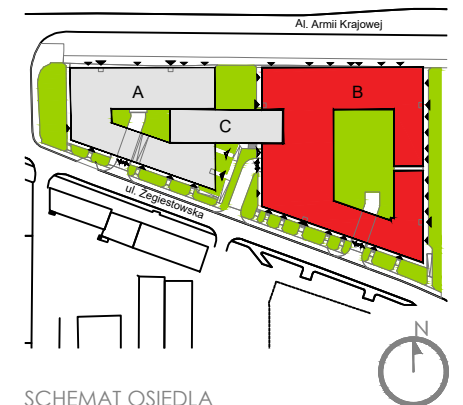 Al. Armii Krajowej
A
B
C
ul. Żegiestowska
N
SCHEMAT OSIEDLA